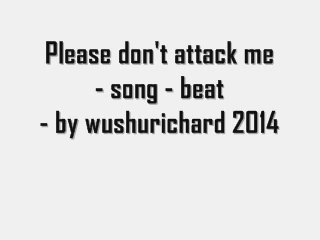 Please don't attack me
- song - beat
- by wushurichard 2014